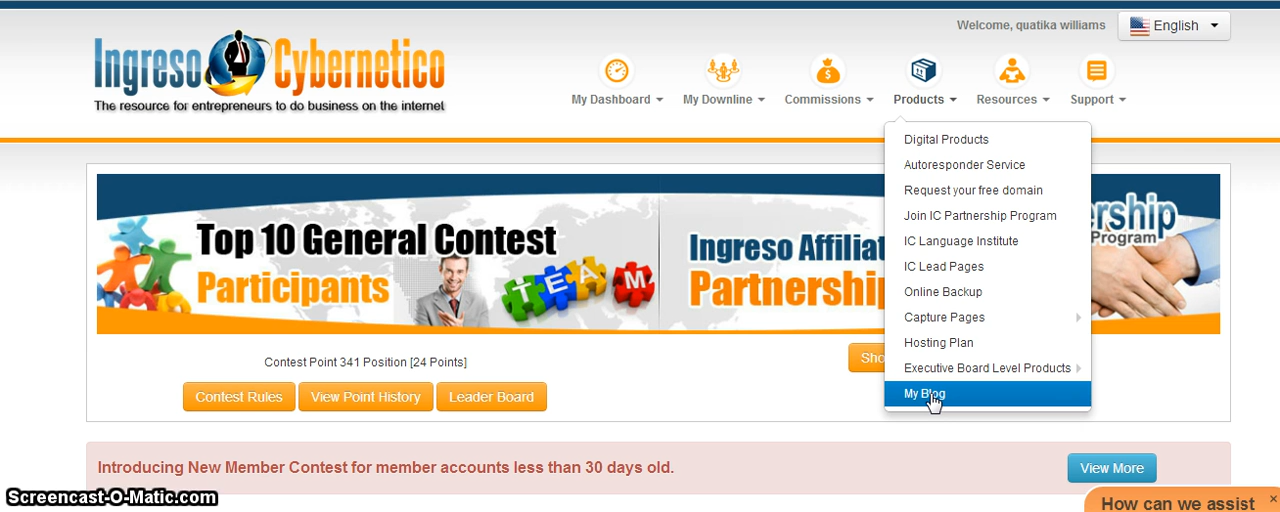 Welcome, quatika williams
English
Ingreso Cybernetico
The resource for entrepreneurs to do business on the internet
My Dashboard
My Downline
Commissions
Products
Resources
Support
Digital Products
Autoresponder Service
Request your free domain
Join IC Partnership Program
IC Language Institute
IC Lead Pages
Online Backup
Capture Pages
Hosting Plan
Executive Board Level Products
My Blog
Top 10 General Contest
Participants
TEAM
Ingreso Affiliat
Partnership
ership
Program
Contest Point 341 Position [24 Points]
Sho
Contest Rules
View Point History
Leader Board
Introducing New Member Contest for member accounts less than 30 days old.
View More
Screencast-O-Matic.com
How can we assist